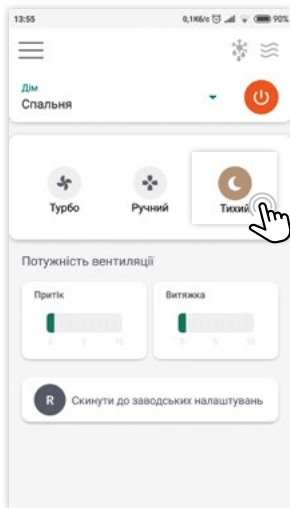 13:55 0,1КБ/с 90%
Дім
Спальня
Турбо Ручний Тихий
Потужність вентиляції
Притік Витяжка
0 5 10 0 5 10
R Скинути до заводських налаштувань